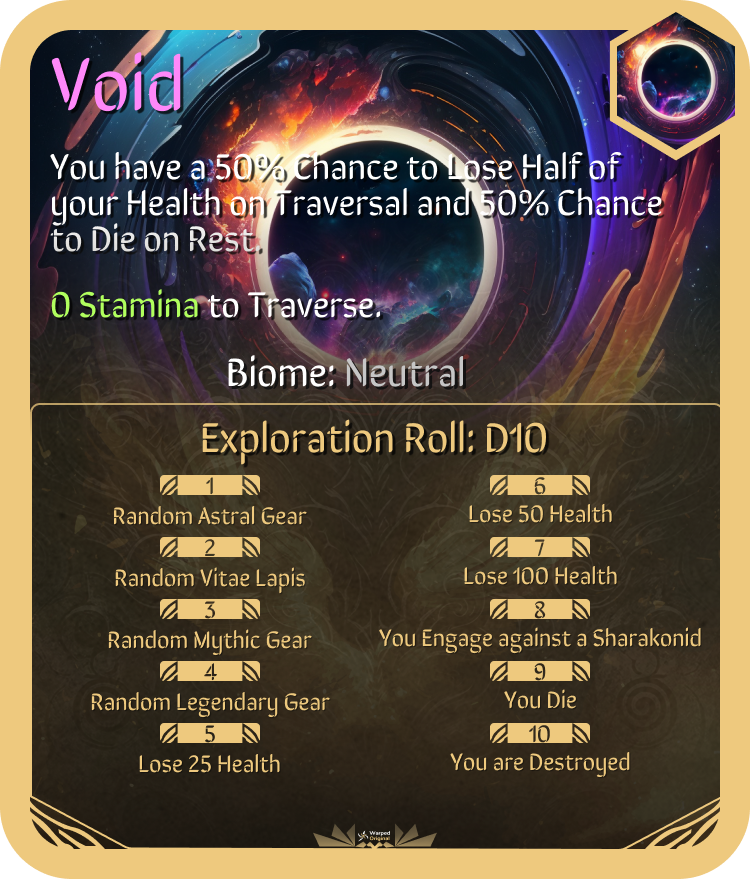 Void
You have a 50% Chance to Lose Half of
your Health on Traversal and 50% Chance
to Die on Rest.
0 Stamina to Traverse.
Biome: Neutral
Exploration Roll: D10
1
Random Astral Gear
2
Random Vitae Lapis
3
Random Mythic Gear
4
Random Legendary Gear
5
Lose 25 Health
6
Lose 50 Health
7
Lose 100 Health
8
You Engage against a Sharakonid
9
You Die
10
You are Destroyed
Warped
Original